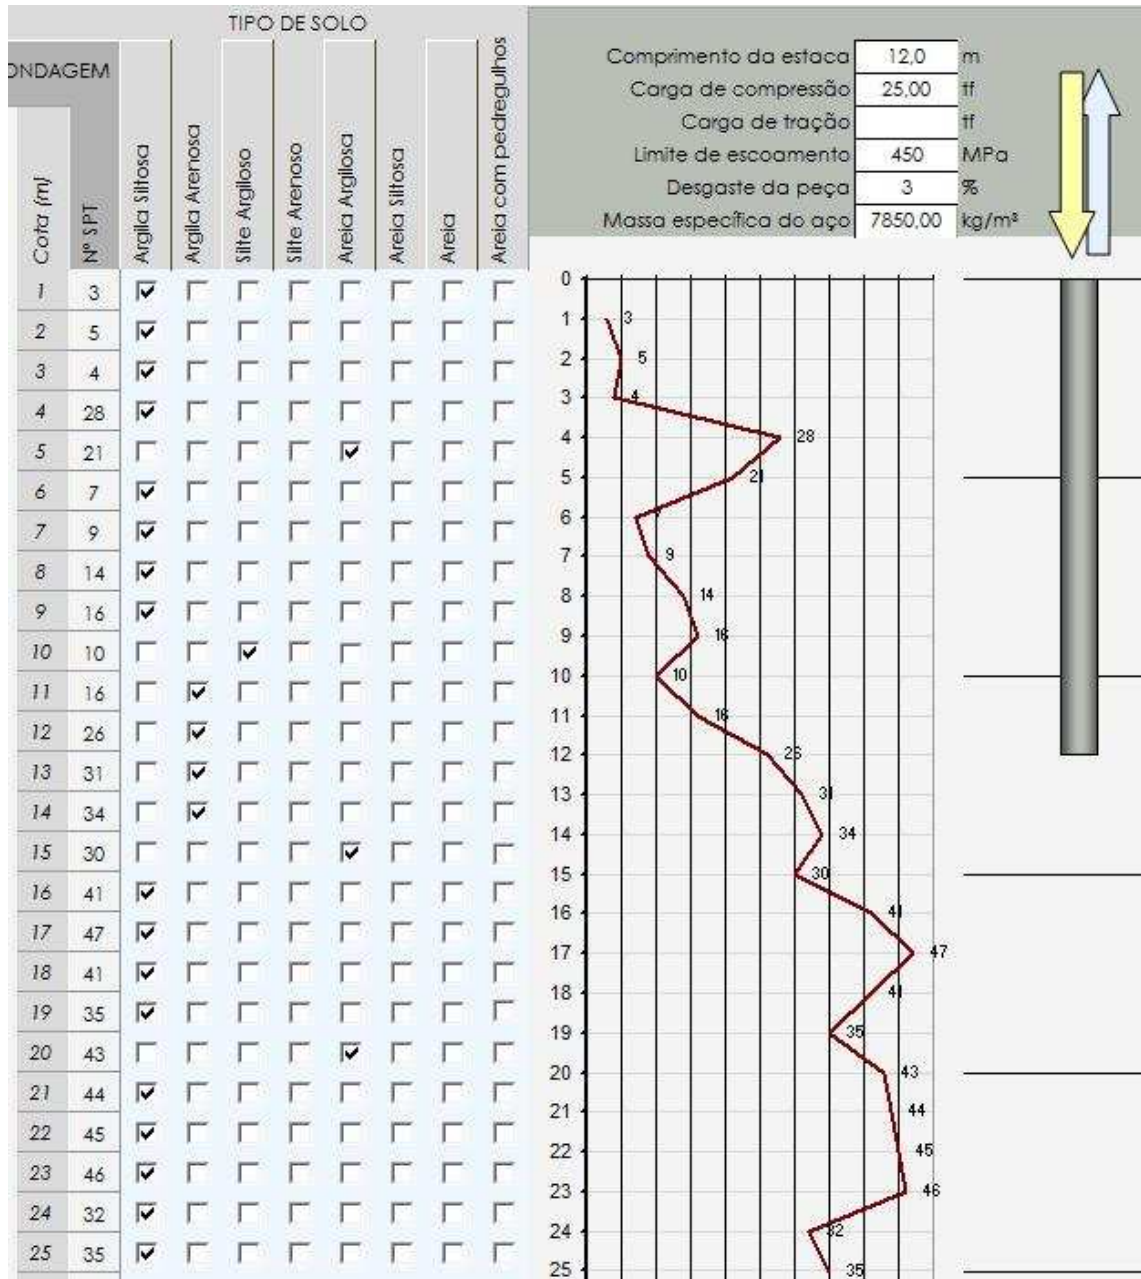 TIPO DE SOLO
ONDAGEM
Cota (m)
Nº SPT
Argila Siltosa
Argila Arenosa
Silte Argiloso
Silte Arenoso
Areia Argilosa
Areia Siltosa
Areia
Areia com pedregulhos
Comprimento da estaca 12,0 m
Carga de compressão 25,00 tf
Carga de tração tf
Limite de escoamento 450 MPa
Desgaste da peça 3 %
Massa específica do aço 7850,00 kg/m³
1 3
2 5
3 4
4 28
5 21
6 7
7 9
8 14
9 16
10 10
11 16
12 26
13 31
14 34
15 30
16 41
17 47
18 41
19 35
20 43
21 44
22 45
23 46
24 32
25 35
0
1 3
2 5
3 4
4 28
5 21
6 7
7 9
8 14
9 16
10 10
11 16
12 26
13 31
14 34
15 30
16 41
17 47
18 41
19 35
20 43
21 44
22 45
23 46
24 32
25 35